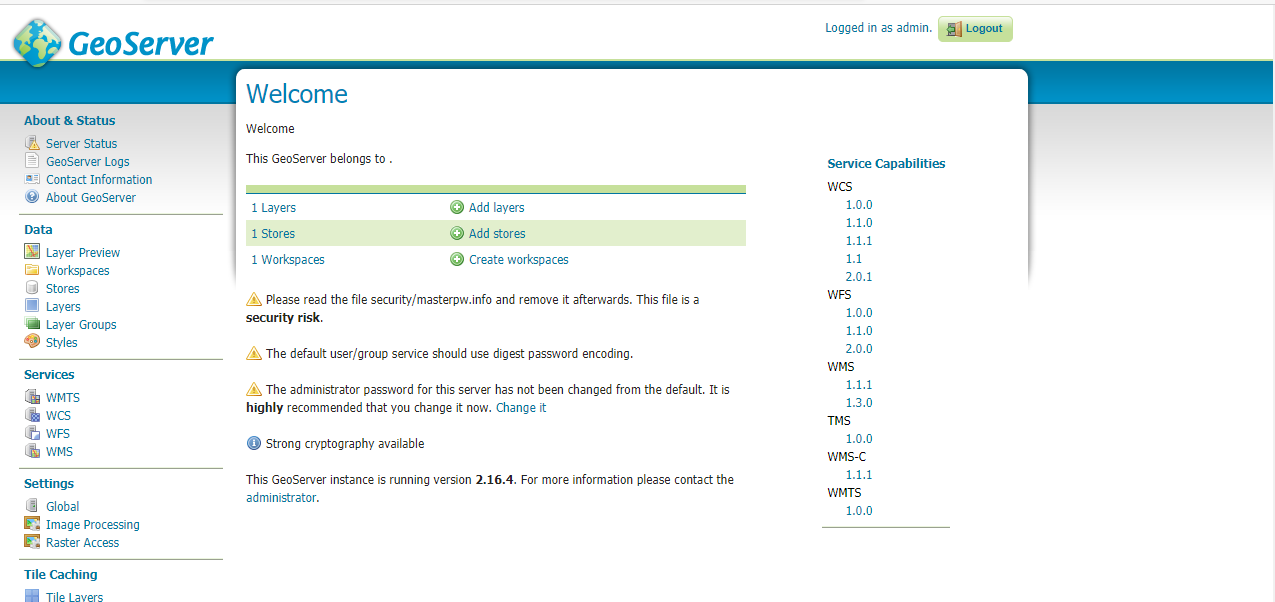 GeoServer
Logged in as admin.
Logout
About & Status
Server Status
GeoServer Logs
Contact Information
About GeoServer
Data
Layer Preview
Workspaces
Stores
Layers
Layer Groups
Styles
Services
WMTS
WCS
WFS
WMS
Settings
Global
Image Processing
Raster Access
Tile Caching
Tile Layers
Welcome
Welcome
This GeoServer belongs to .
1 Layers Add layers
1 Stores Add stores
1 Workspaces Create workspaces
Please read the file security/masterpw.info and remove it afterwards. This file is a
security risk.
The default user/group service should use digest password encoding.
The administrator password for this server has not been changed from the default. It is
highly recommended that you change it now. Change it
Strong cryptography available
This GeoServer instance is running version 2.16.4. For more information please contact the
administrator.
Service Capabilities
WCS
1.0.0
1.1.0
1.1.1
1.1
2.0.1
WFS
1.0.0
1.1.0
2.0.0
WMS
1.1.1
1.3.0
TMS
1.0.0
WMS-C
1.1.1
WMTS
1.0.0